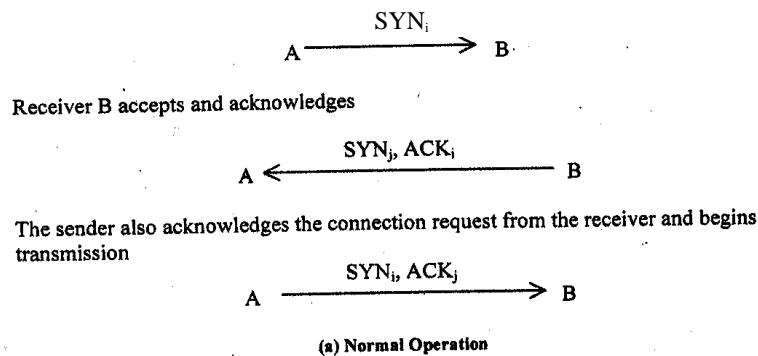 SYNᵢ
A B
Receiver B accepts and acknowledges
SYNⱼ, ACKᵢ
A B
The sender also acknowledges the connection request from the receiver and begins
transmission
SYNᵢ, ACKⱼ
A B
(a) Normal Operation